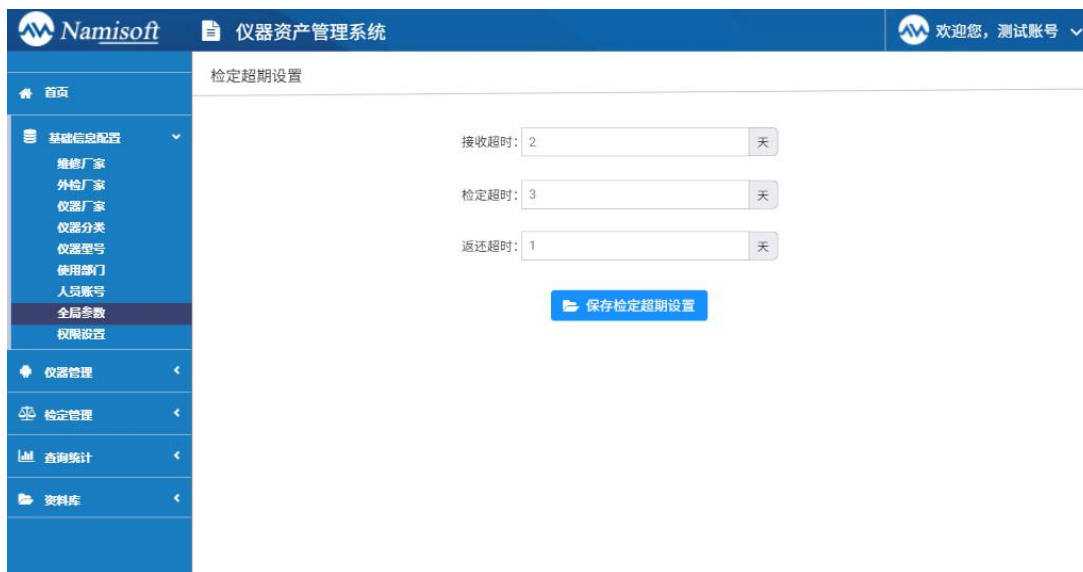 Namisoft
仪器资产管理系统
欢迎您，测试账号
首页
基础信息配置
维修厂家
外检厂家
仪器厂家
仪器分类
仪器型号
使用部门
人员账号
全局参数
权限设置
仪器管理
检定管理
查询统计
资料库
检定超期设置
接收超时： 2 天
检定超时： 3 天
返还超时： 1 天
保存检定超期设置